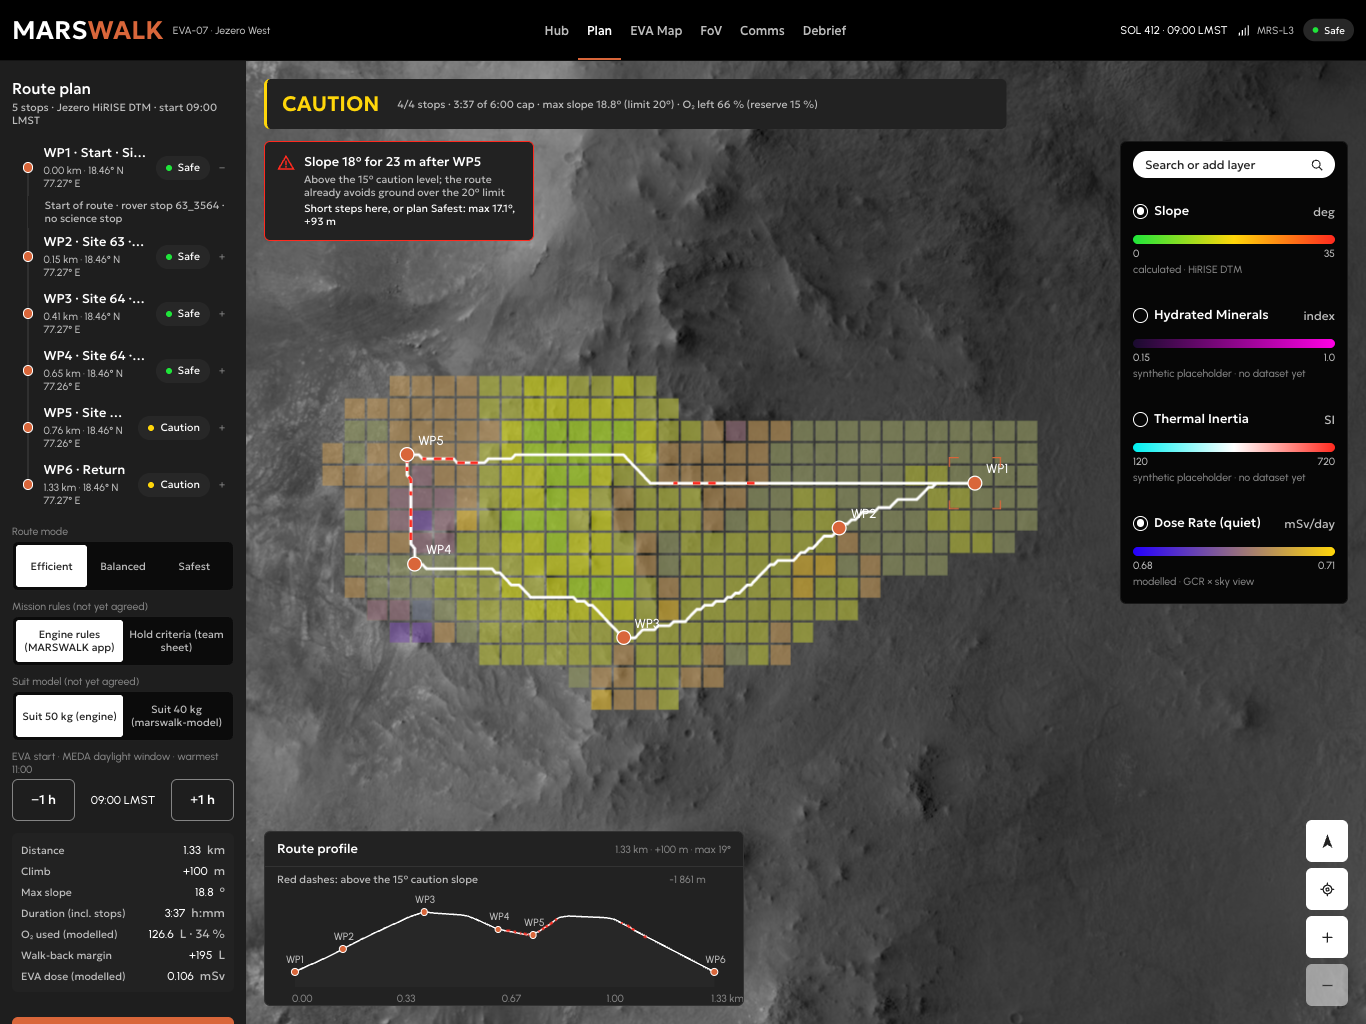 MARSWALK
EVA-07 · Jezero West
Hub
Plan
EVA Map
FoV
Comms
Debrief
SOL 412 · 09:00 LMST
MRS-L3
Safe
Route plan
5 stops · Jezero HiRISE DTM · start 09:00
LMST
WP1 · Start · Si...
0.00 km · 18.46° N
77.27° E
Safe
−
Start of route · rover stop 63_3564 ·
no science stop
WP2 · Site 63 ·...
0.15 km · 18.46° N
77.27° E
Safe
+
WP3 · Site 64 ·...
0.41 km · 18.46° N
77.27° E
Safe
+
WP4 · Site 64 ·...
0.65 km · 18.46° N
77.26° E
Safe
+
WP5 · Site ...
0.76 km · 18.46° N
77.26° E
Caution
+
WP6 · Return
1.33 km · 18.46° N
77.27° E
Caution
+
Route mode
Efficient
Balanced
Safest
Mission rules (not yet agreed)
Engine rules
(MARSWALK app)
Hold criteria (team
sheet)
Suit model (not yet agreed)
Suit 50 kg (engine)
Suit 40 kg
(marswalk-model)
EVA start · MEDA daylight window · warmest
11:00
−1 h
09:00 LMST
+1 h
Distance 1.33 km
Climb +100 m
Max slope 18.8 °
Duration (incl. stops) 3:37 h:mm
O₂ used (modelled) 126.6 L · 34 %
Walk-back margin +195 L
EVA dose (modelled) 0.106 mSv
CAUTION
4/4 stops · 3:37 of 6:00 cap · max slope 18.8° (limit 20°) · O₂ left 66 % (reserve 15 %)
Slope 18° for 23 m after WP5
Above the 15° caution level; the route
already avoids ground over the 20° limit
Short steps here, or plan Safest: max 17.1°,
+93 m
WP5
WP1
WP2
WP4
WP3
Search or add layer
Slope deg
0 35
calculated · HiRISE DTM
Hydrated Minerals index
0.15 1.0
synthetic placeholder · no dataset yet
Thermal Inertia SI
120 720
synthetic placeholder · no dataset yet
Dose Rate (quiet) mSv/day
0.68 0.71
modelled · GCR × sky view
Route profile
1.33 km · +100 m · max 19°
Red dashes: above the 15° caution slope
−1 861 m
WP3
WP4
WP5
WP2
WP1
WP6
0.00 0.33 0.67 1.00 1.33 km
+
−